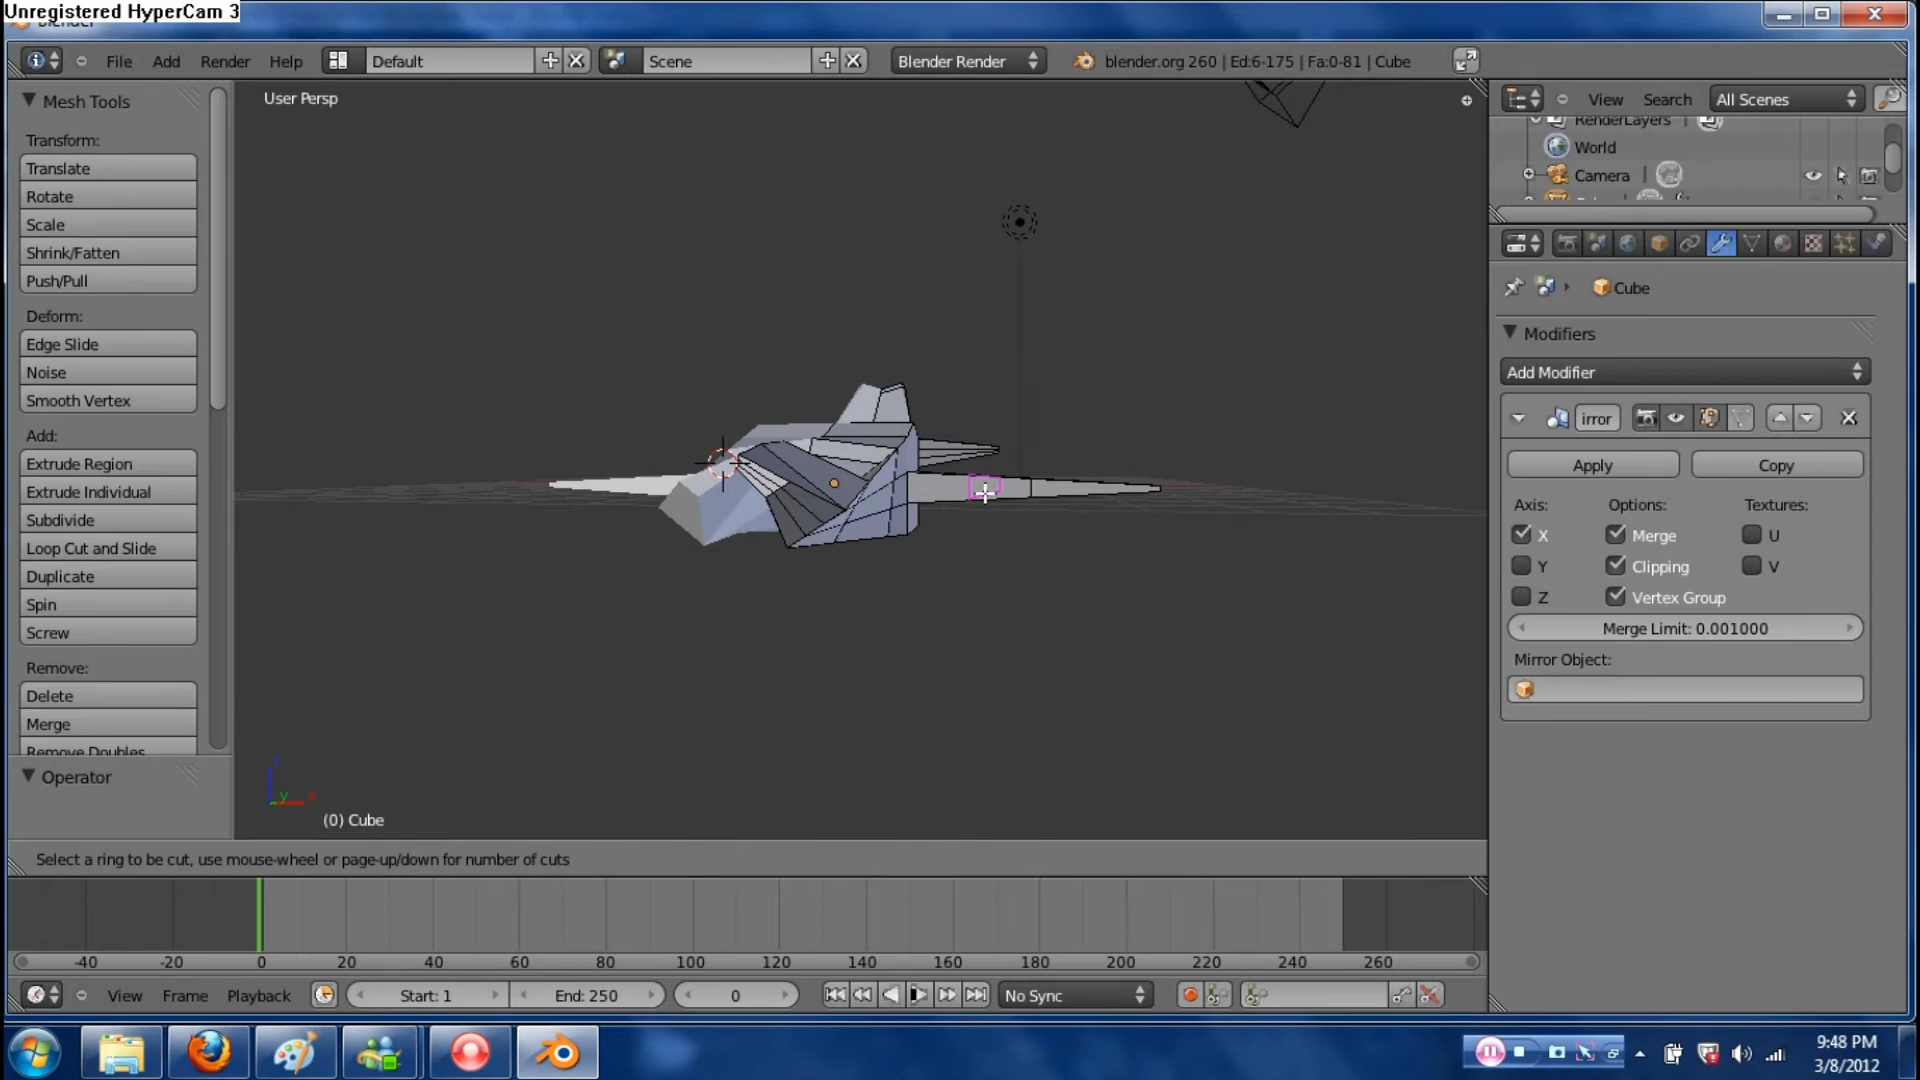 Unregistered HyperCam 3
File Add Render Help Default Scene Blender Render blender.org 260 | Ed:6-175 | Fa:0-81 | Cube
Mesh Tools
Transform:
Translate
Rotate
Scale
Shrink/Fatten
Push/Pull
Deform:
Edge Slide
Noise
Smooth Vertex
Add:
Extrude Region
Extrude Individual
Subdivide
Loop Cut and Slide
Duplicate
Spin
Screw
Remove:
Delete
Merge
Remove Doubles
Operator
User Persp
z
y x
(0) Cube
Select a ring to be cut, use mouse-wheel or page-up/down for number of cuts
View Search All Scenes
RenderLayers
World
Camera
Cube
Modifiers
Add Modifier
irror
Apply Copy
Axis: Options: Textures:
X Merge U
Y Clipping V
Z Vertex Group
Merge Limit: 0.001000
Mirror Object:
-40 -20 0 20 40 60 80 100 120 140 160 180 200 220 240 260
View Frame Playback Start: 1 End: 250 0 No Sync
9:48 PM
3/8/2012